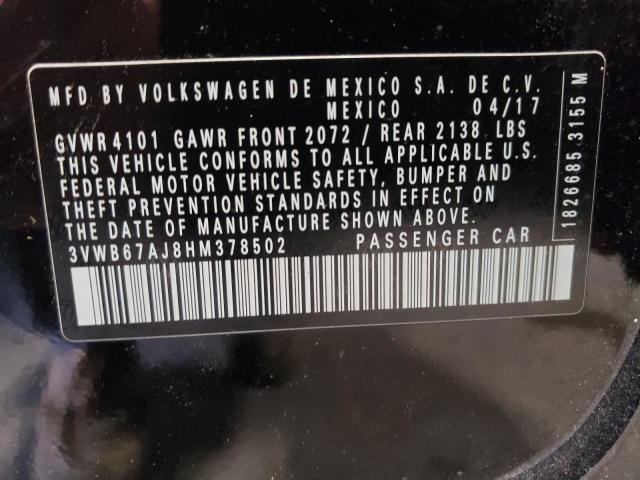 MFD BY VOLKSWAGEN DE MEXICO S.A. DE C.V.
MEXICO 04/17
GVWR 4101 GAWR FRONT 2072 / REAR 2138 LBS
THIS VEHICLE CONFORMS TO ALL APPLICABLE U.S.
FEDERAL MOTOR VEHICLE SAFETY, BUMPER AND
THEFT PREVENTION STANDARDS IN EFFECT ON
THE DATE OF MANUFACTURE SHOWN ABOVE.
3VWB67AJ8HM378502 PASSENGER CAR
1826685 3155 M